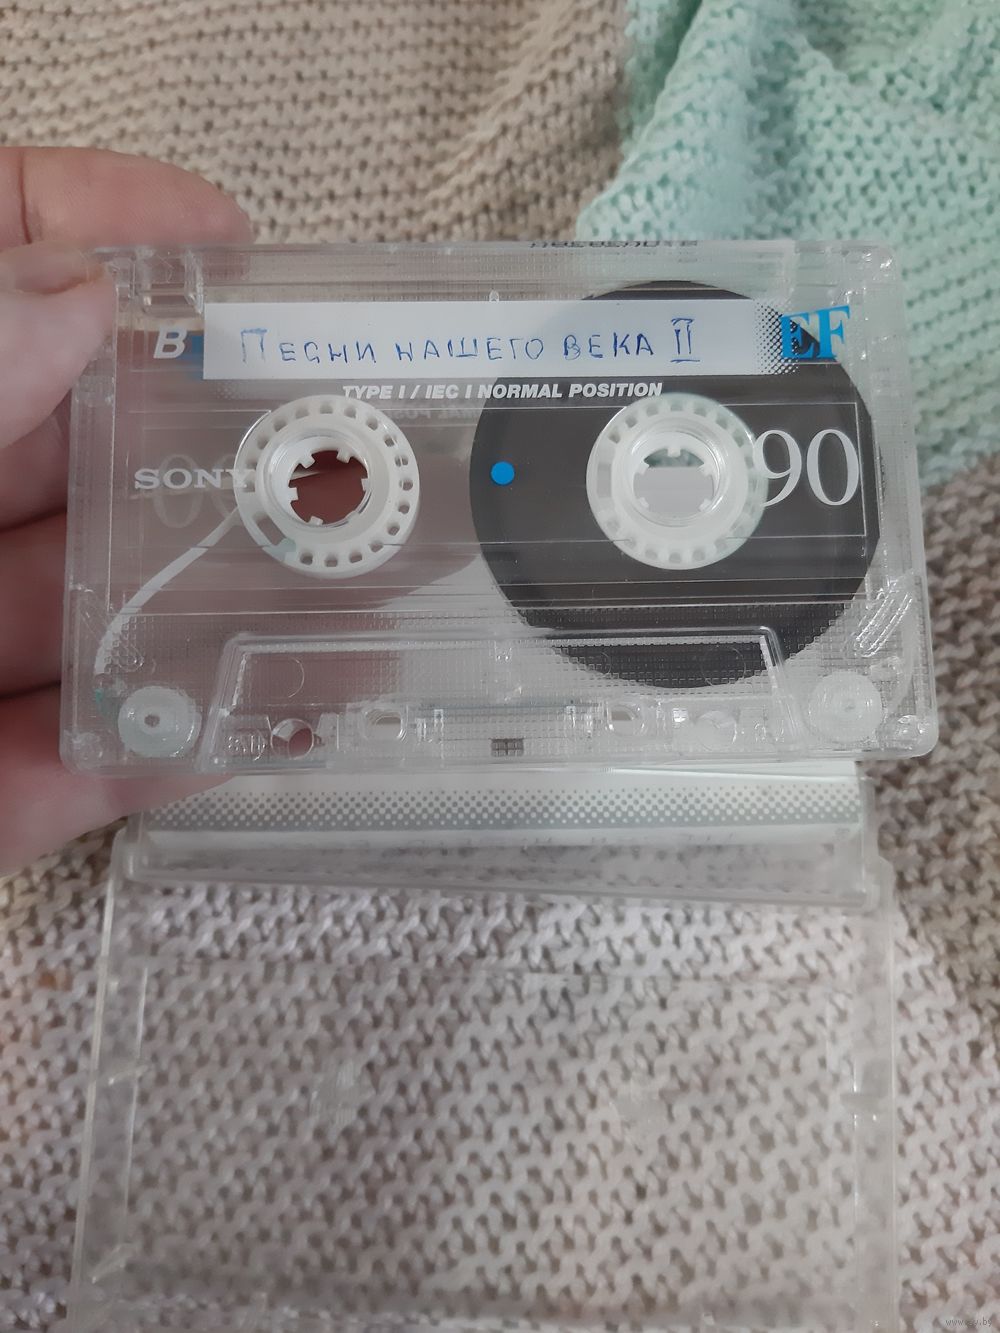 B
Песни нашего века II
EF
TYPE I / IEC I NORMAL POSITION
SONY
90